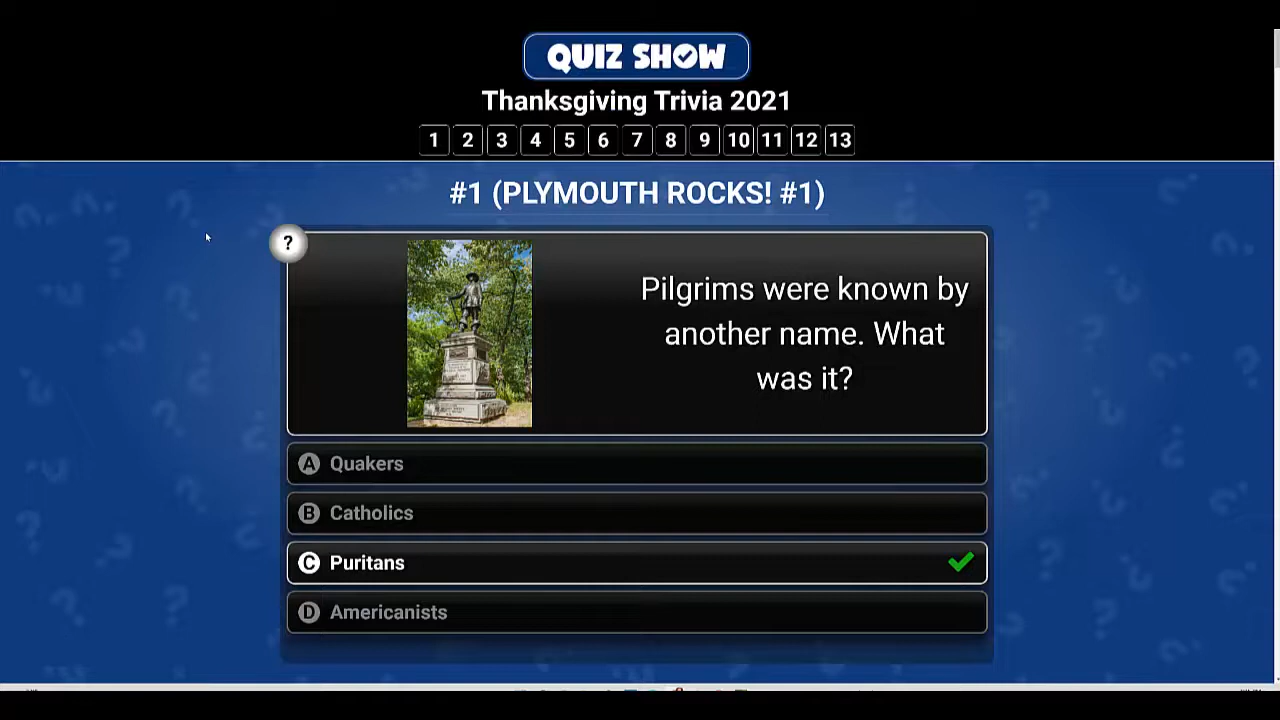 QUIZ SHOW
Thanksgiving Trivia 2021
1 2 3 4 5 6 7 8 9 10 11 12 13
#1 (PLYMOUTH ROCKS! #1)
?
Pilgrims were known by
another name. What
was it?
A Quakers
B Catholics
C Puritans
D Americanists